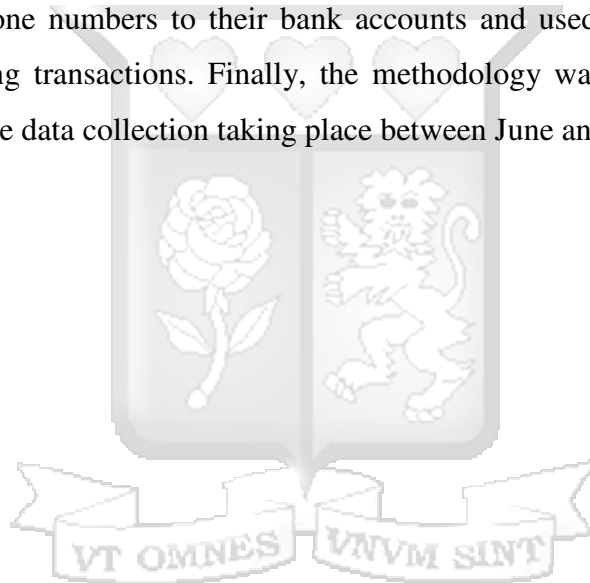 one numbers to their bank accounts and used
ng transactions. Finally, the methodology wa
e data collection taking place between June an
VT OMNES VNVM SINT